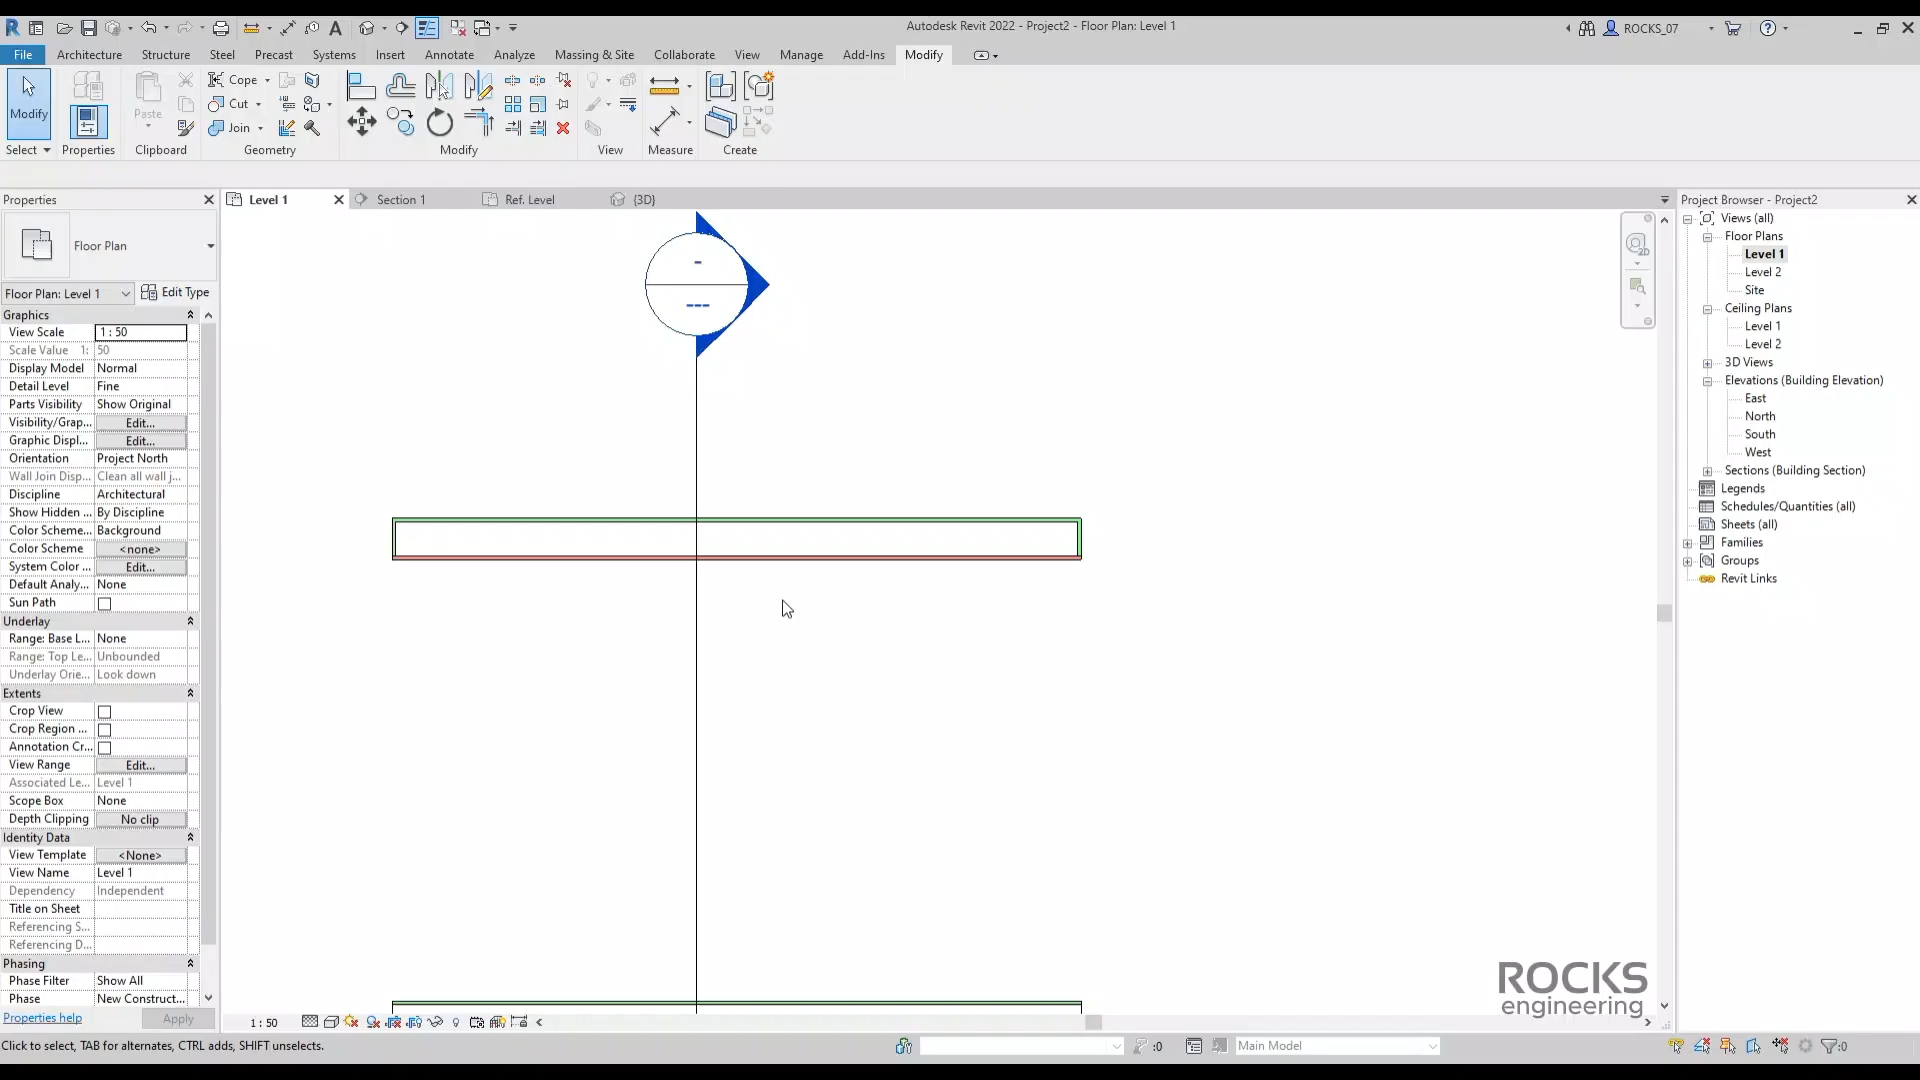 Autodesk Revit 2022 - Project2 - Floor Plan: Level 1
ROCKS_07
File Architecture Structure Steel Precast Systems Insert Annotate Analyze Massing & Site Collaborate View Manage Add-Ins Modify
Modify
Paste
Cope
Cut
Join
Select Properties Clipboard Geometry Modify View Measure Create
Properties
Floor Plan
Floor Plan: Level 1 Edit Type
Graphics
View Scale 1 : 50
Scale Value 1: 50
Display Model Normal
Detail Level Fine
Parts Visibility Show Original
Visibility/Grap... Edit...
Graphic Displ... Edit...
Orientation Project North
Wall Join Disp... Clean all wall j...
Discipline Architectural
Show Hidden ... By Discipline
Color Scheme... Background
Color Scheme <none>
System Color ... Edit...
Default Analy... None
Sun Path
Underlay
Range: Base L... None
Range: Top Le... Unbounded
Underlay Orie... Look down
Extents
Crop View
Crop Region ...
Annotation Cr...
View Range Edit...
Associated Le... Level 1
Scope Box None
Depth Clipping No clip
Identity Data
View Template <None>
View Name Level 1
Dependency Independent
Title on Sheet
Referencing S...
Referencing D...
Phasing
Phase Filter Show All
Phase New Construct...
Properties help Apply
Level 1 Section 1 Ref. Level {3D}
-
---
2D
Project Browser - Project2
Views (all)
Floor Plans
Level 1
Level 2
Site
Ceiling Plans
Level 1
Level 2
3D Views
Elevations (Building Elevation)
East
North
South
West
Sections (Building Section)
Legends
Schedules/Quantities (all)
Sheets (all)
Families
Groups
Revit Links
ROCKS
engineering
1 : 50
Click to select, TAB for alternates, CTRL adds, SHIFT unselects.
:0
Main Model
:0